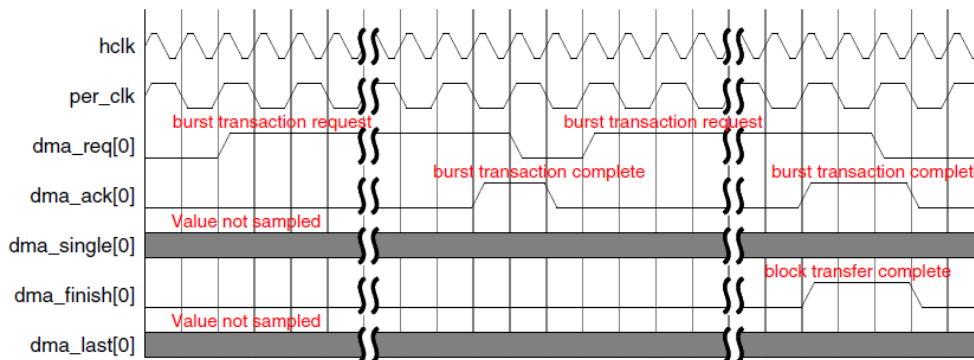 hclk
per_clk
burst transaction request burst transaction request
dma_req[0]
burst transaction complete burst transaction complet
dma_ack[0]
Value not sampled
dma_single[0]
block transfer complete
dma_finish[0]
Value not sampled
dma_last[0]